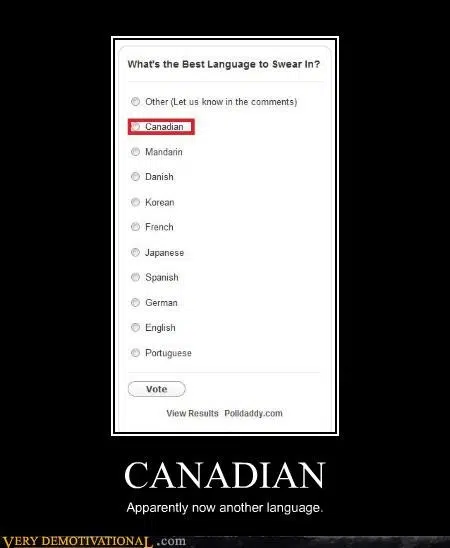 What's the Best Language to Swear In?
Other (Let us know in the comments)
Canadian
Mandarin
Danish
Korean
French
Japanese
Spanish
German
English
Portuguese
Vote
View Results Polldaddy.com
CANADIAN
Apparently now another language.
VERY DEMOTIVATIONAL.com